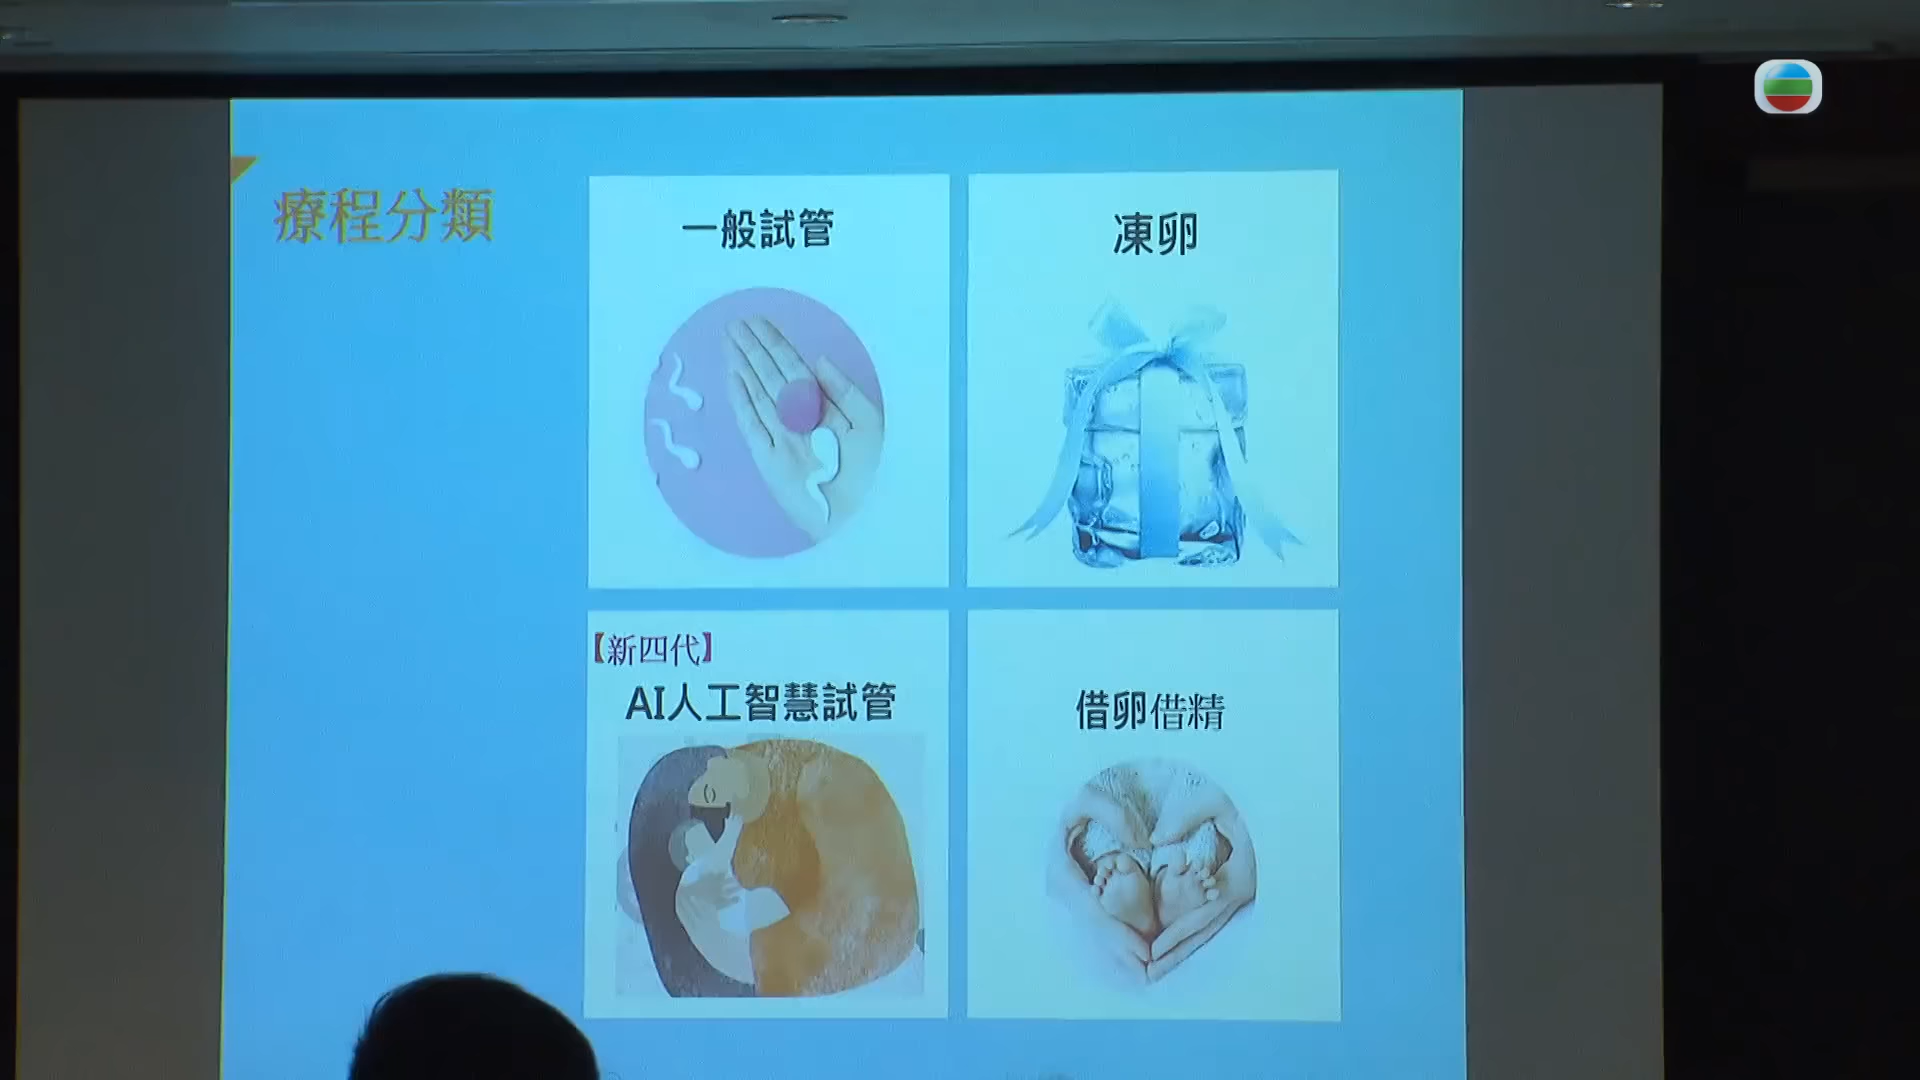 療程分類
一般試管
凍卵
【新四代】
AI人工智慧試管
借卵借精